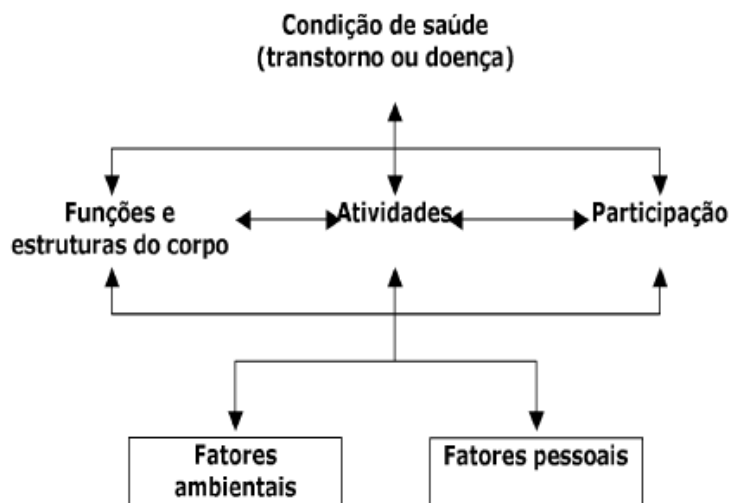 Condição de saúde
(transtorno ou doença)
Funções e
estruturas do corpo
Atividades
Participação
Fatores
ambientais
Fatores pessoais